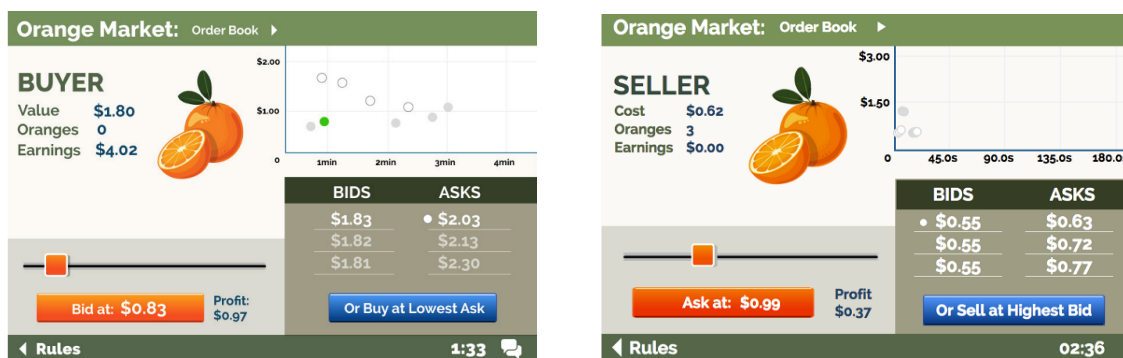 Orange Market: Order Book
BUYER
Value $1.80
Oranges 0
Earnings $4.02
$2.00
$1.00
0
1min 2min 3min 4min
BIDS ASKS
$1.83 $2.03
$1.82 $2.13
$1.81 $2.30
Bid at: $0.83
Profit:
$0.97
Or Buy at Lowest Ask
Rules
1:33
Orange Market: Order Book
SELLER
Cost $0.62
Oranges 3
Earnings $0.00
$3.00
$1.50
0 45.0s 90.0s 135.0s 180.0s
BIDS ASKS
$0.55 $0.63
$0.55 $0.72
$0.55 $0.77
Ask at: $0.99
Profit
$0.37
Or Sell at Highest Bid
Rules
02:36